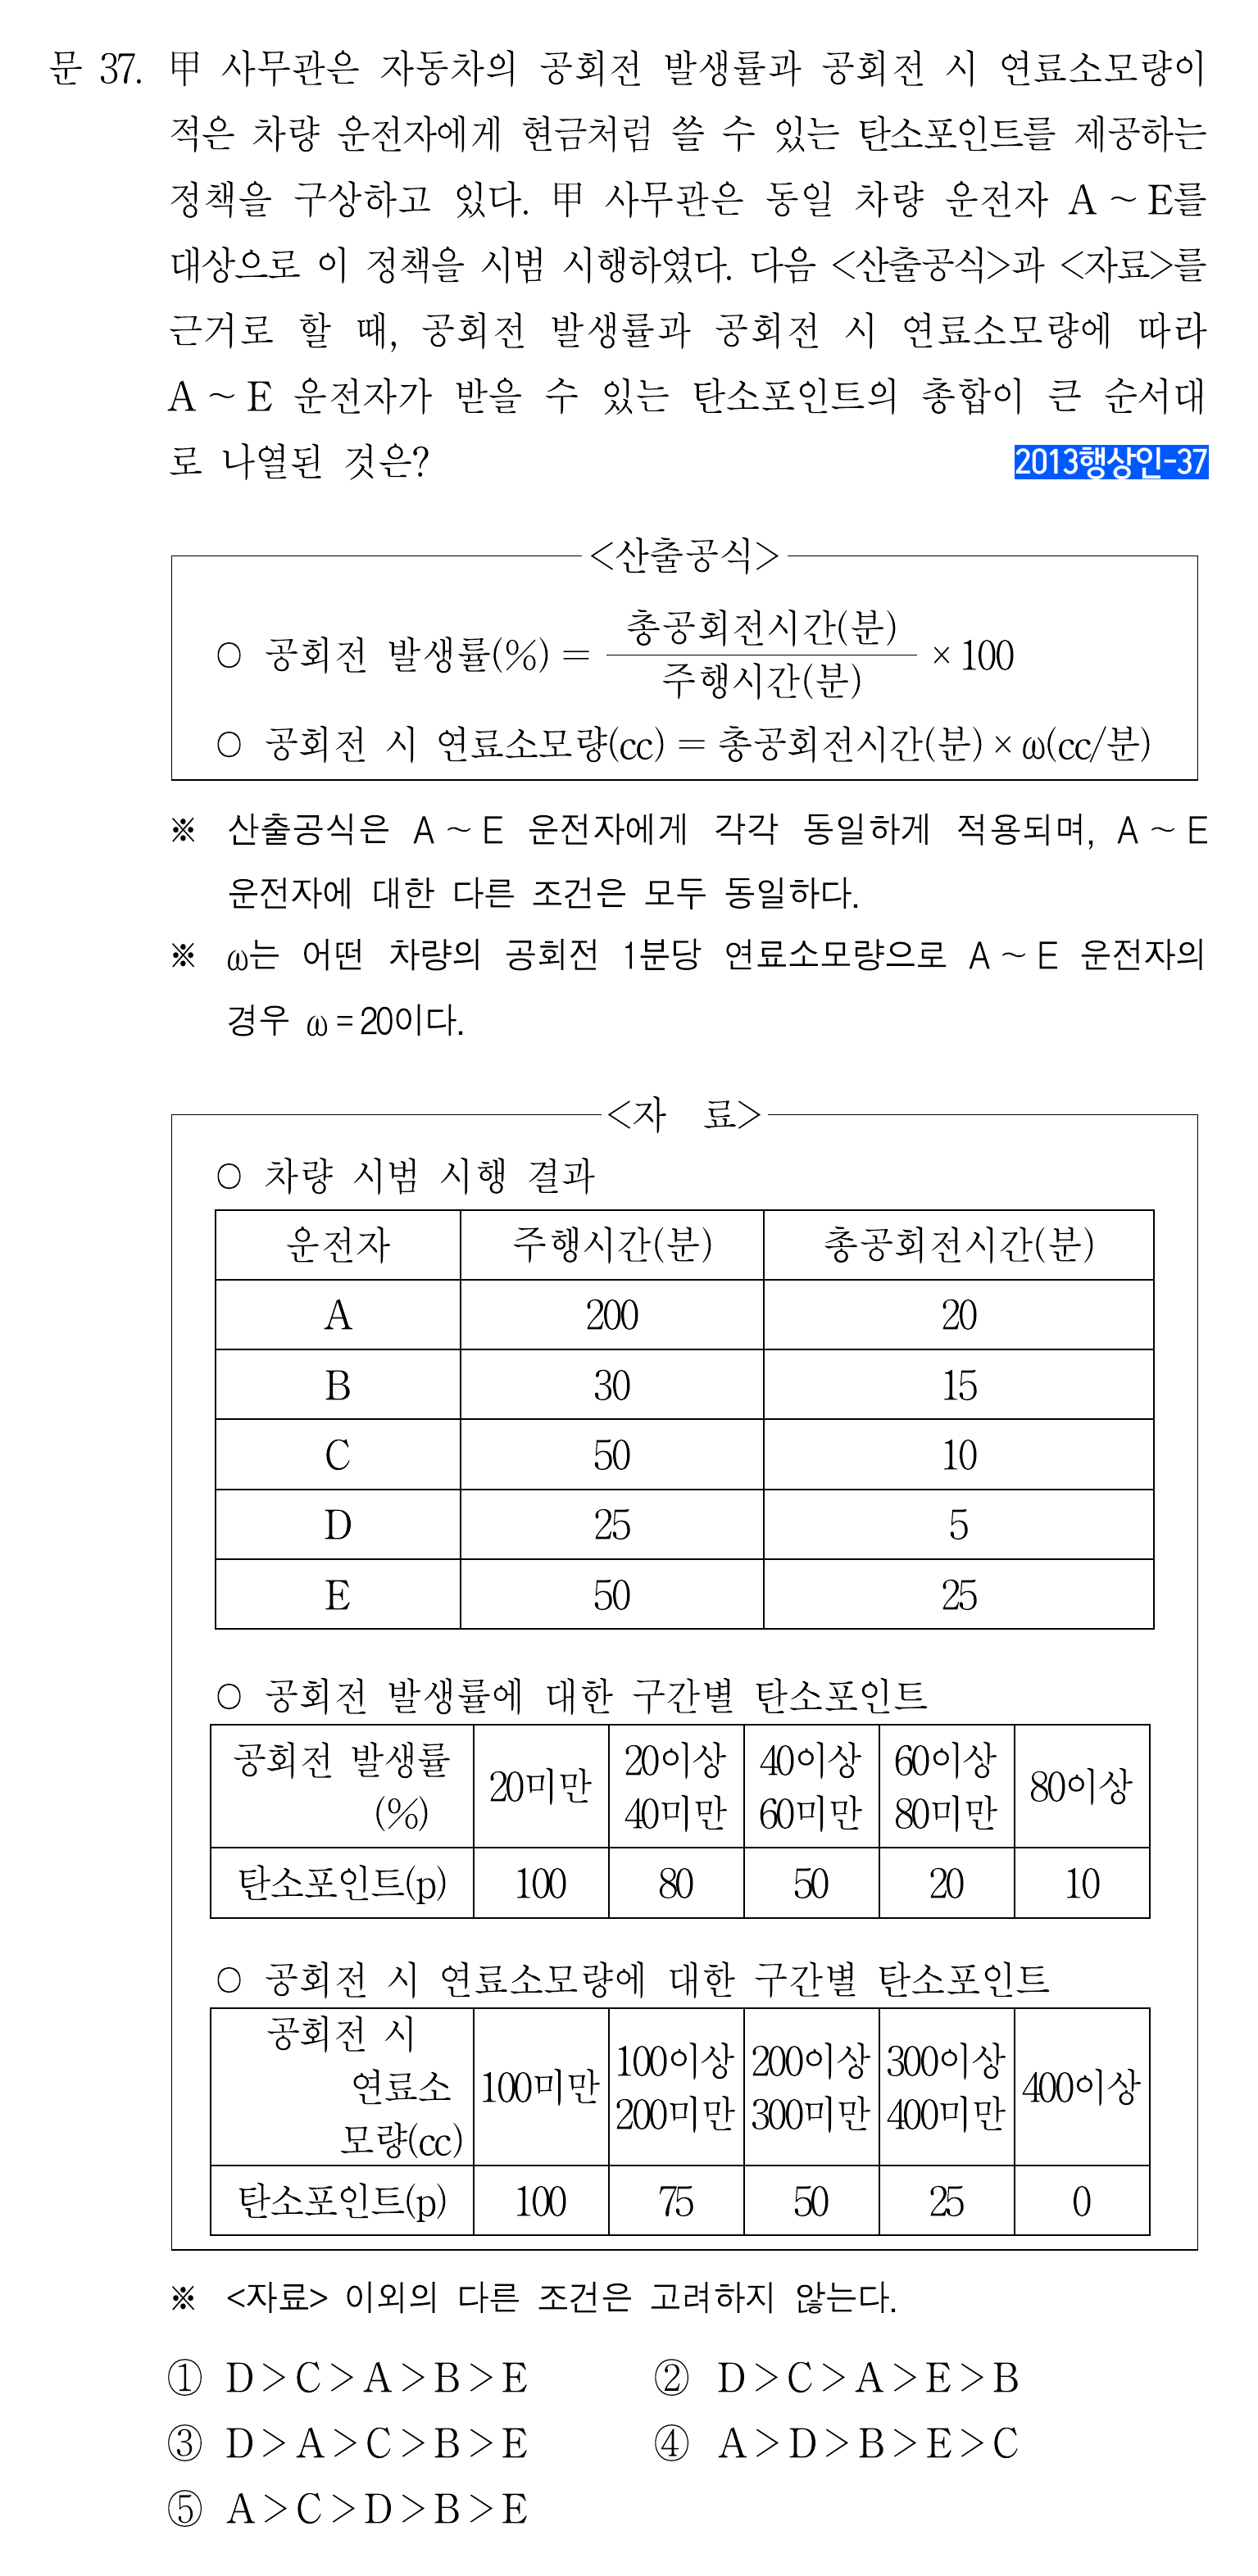 문 37. 甲 사무관은 자동차의 공회전 발생률과 공회전 시 연료소모량이
적은 차량 운전자에게 현금처럼 쓸 수 있는 탄소포인트를 제공하는
정책을 구상하고 있다. 甲 사무관은 동일 차량 운전자 A ~ E를
대상으로 이 정책을 시범 시행하였다. 다음 <산출공식>과 <자료>를
근거로 할 때, 공회전 발생률과 공회전 시 연료소모량에 따라
A ~ E 운전자가 받을 수 있는 탄소포인트의 총합이 큰 순서대
로 나열된 것은?
2013행상인-37
<산출공식>
○ 공회전 발생률(%) = 총공회전시간(분) / 주행시간(분) × 100
○ 공회전 시 연료소모량(cc) = 총공회전시간(분) × ω(cc/분)
※ 산출공식은 A ~ E 운전자에게 각각 동일하게 적용되며, A ~ E
운전자에 대한 다른 조건은 모두 동일하다.
※ ω는 어떤 차량의 공회전 1분당 연료소모량으로 A ~ E 운전자의
경우 ω = 20이다.
<자 료>
○ 차량 시범 시행 결과
운전자 주행시간(분) 총공회전시간(분)
A 200 20
B 30 15
C 50 10
D 25 5
E 50 25
○ 공회전 발생률에 대한 구간별 탄소포인트
공회전 발생률
(%)
20미만
20이상
40미만
40이상
60미만
60이상
80미만
80이상
탄소포인트(p) 100 80 50 20 10
○ 공회전 시 연료소모량에 대한 구간별 탄소포인트
공회전 시
연료소
모량(cc)
100미만
100이상
200미만
200이상
300미만
300이상
400미만
400이상
탄소포인트(p) 100 75 50 25 0
※ <자료> 이외의 다른 조건은 고려하지 않는다.
① D > C > A > B > E
② D > C > A > E > B
③ D > A > C > B > E
④ A > D > B > E > C
⑤ A > C > D > B > E